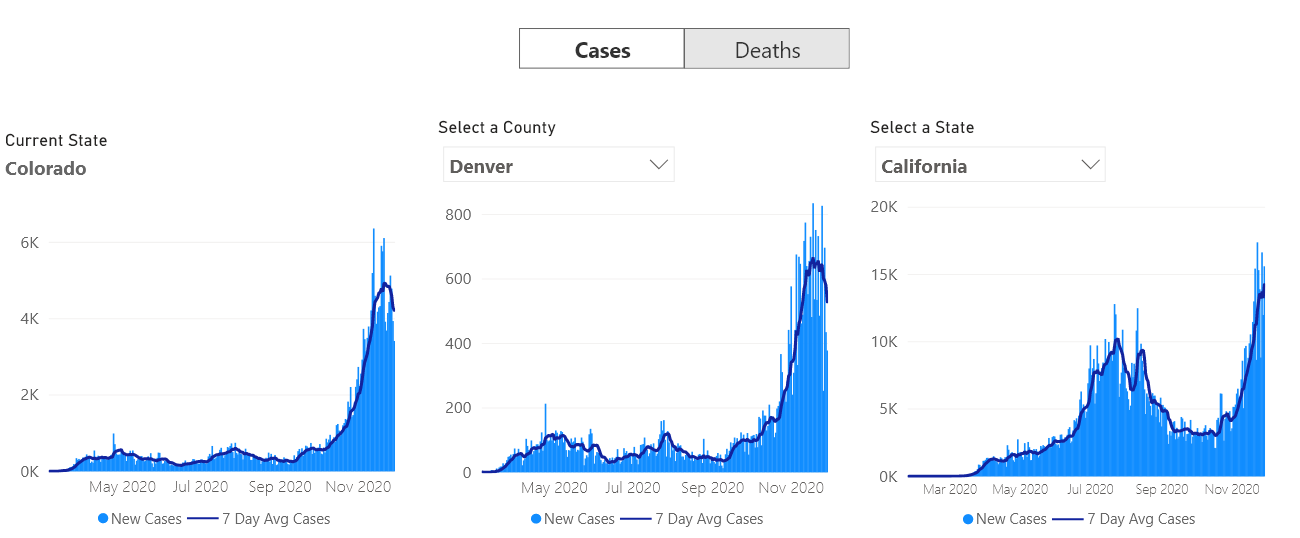 Cases Deaths
Current State
Colorado
Select a County
Denver
Select a State
California
6K
4K
2K
0K
May 2020 Jul 2020 Sep 2020 Nov 2020
New Cases 7 Day Avg Cases
800
600
400
200
0
May 2020 Jul 2020 Sep 2020 Nov 2020
New Cases 7 Day Avg Cases
20K
15K
10K
5K
0K
Mar 2020 May 2020 Jul 2020 Sep 2020 Nov 2020
New Cases 7 Day Avg Cases